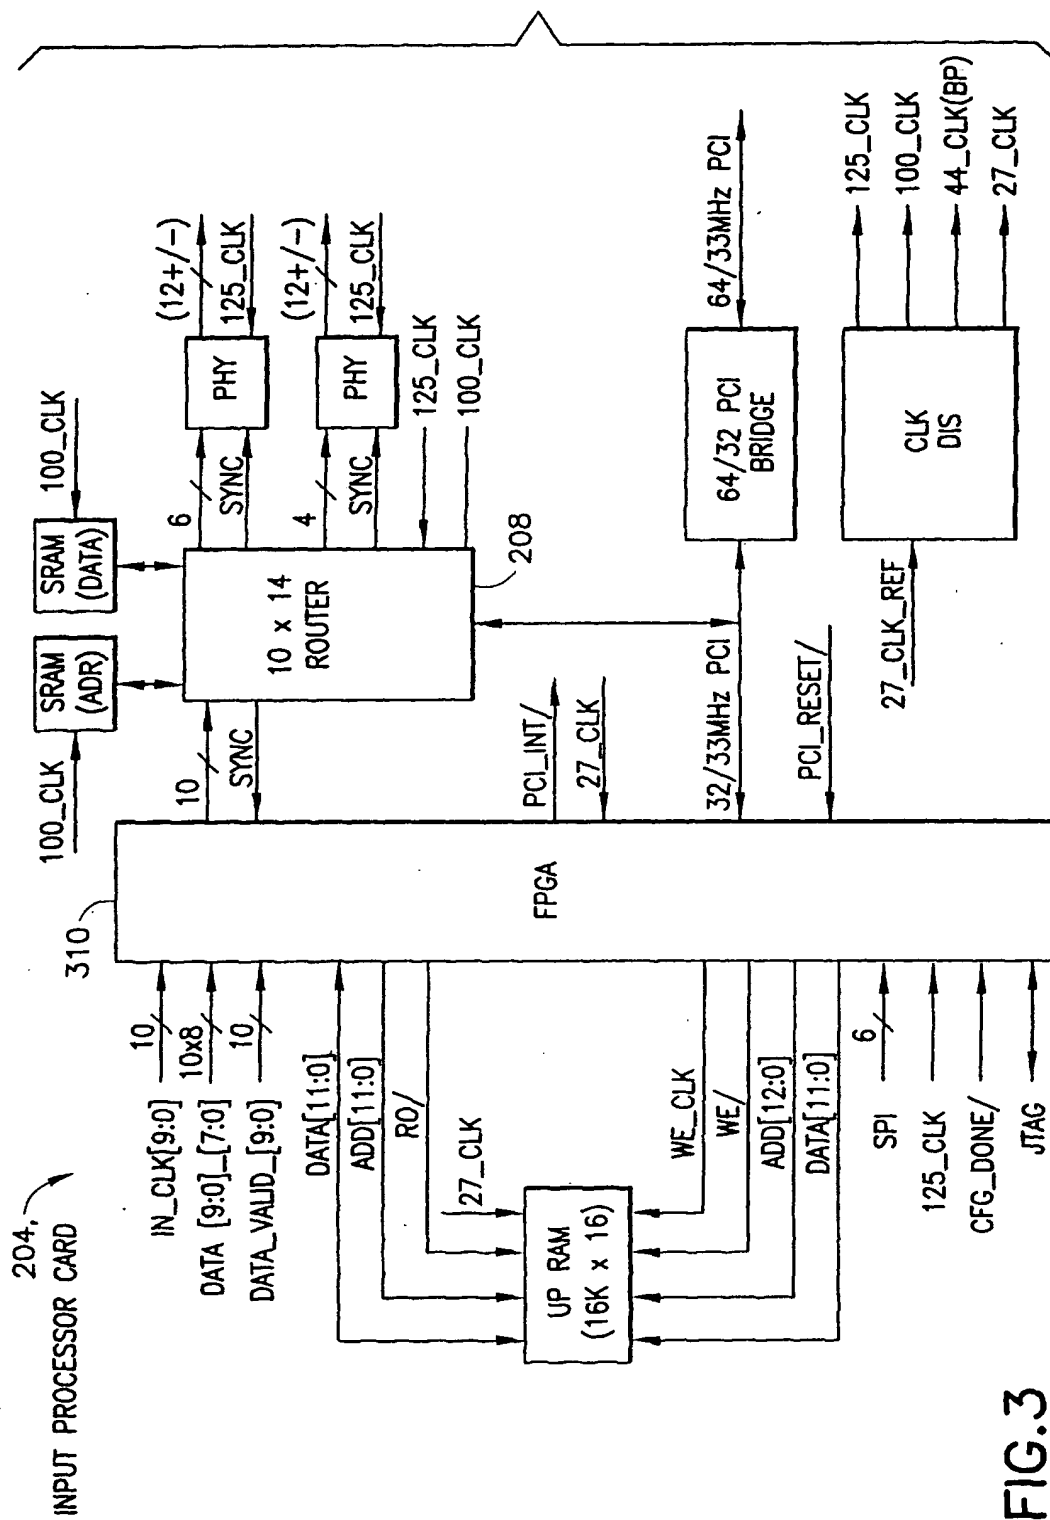 204,
INPUT PROCESSOR CARD
IN_CLK[9:0]
10
DATA [9:0]_[7:0]
10x8
DATA_VALID_[9:0]
10
310
FPGA
DATA[11:0]
ADD[11:0]
RO/
27_CLK
UP RAM
(16K x 16)
WE_CLK
WE/
ADD[12:0]
DATA[11:0]
SPI
6
125_CLK
CFG_DONE/
JTAG
100_CLK
SRAM
(ADR)
SRAM
(DATA)
100_CLK
10
SYNC
10 x 14
ROUTER
208
6
SYNC
PHY
(12+/-)
125_CLK
4
SYNC
PHY
(12+/-)
125_CLK
125_CLK
100_CLK
PCI_INT/
27_CLK
32/33MHz PCI
64/32 PCI
BRIDGE
64/33MHz PCI
PCI_RESET/
27_CLK_REF
CLK
DIS
125_CLK
100_CLK
44_CLK(BP)
27_CLK
FIG.3